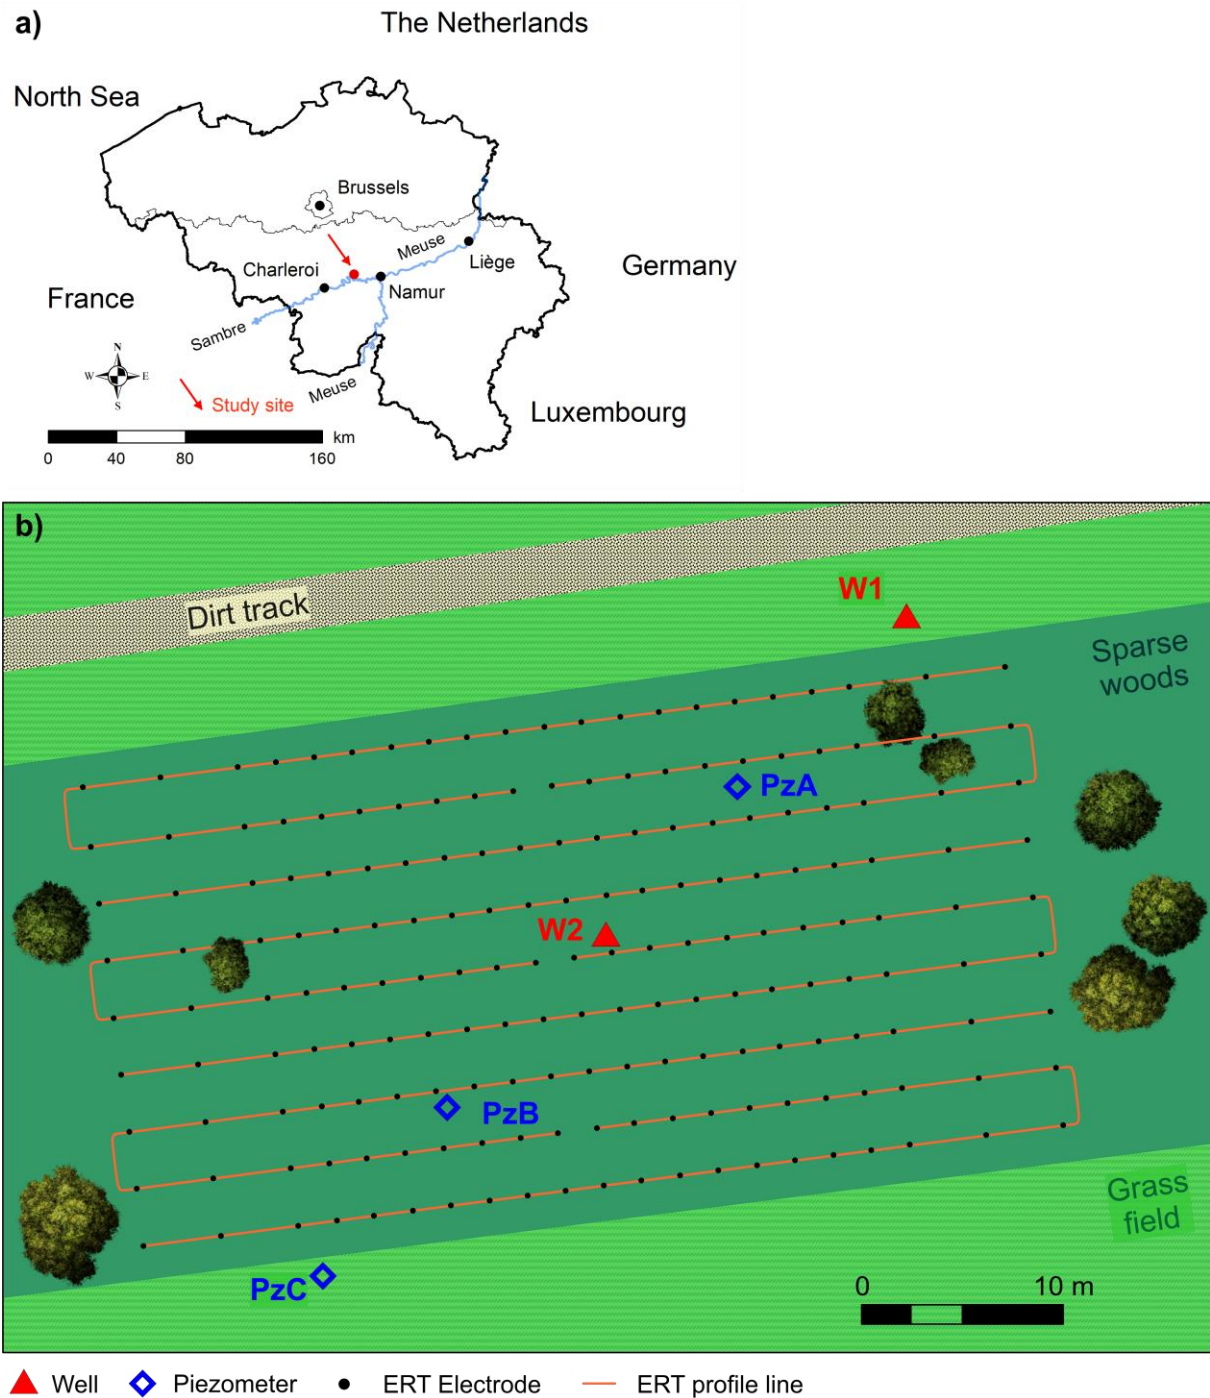 a)
The Netherlands
North Sea
Brussels
Meuse
Liège
Charleroi
Namur
Germany
France
Sambre
Meuse
N
W E
S
Study site
Luxembourg
km
0 40 80 160
b)
Dirt track
W1
Sparse
woods
PzA
W2
PzB
Grass
field
PzC
0 10 m
Well Piezometer ERT Electrode ERT profile line